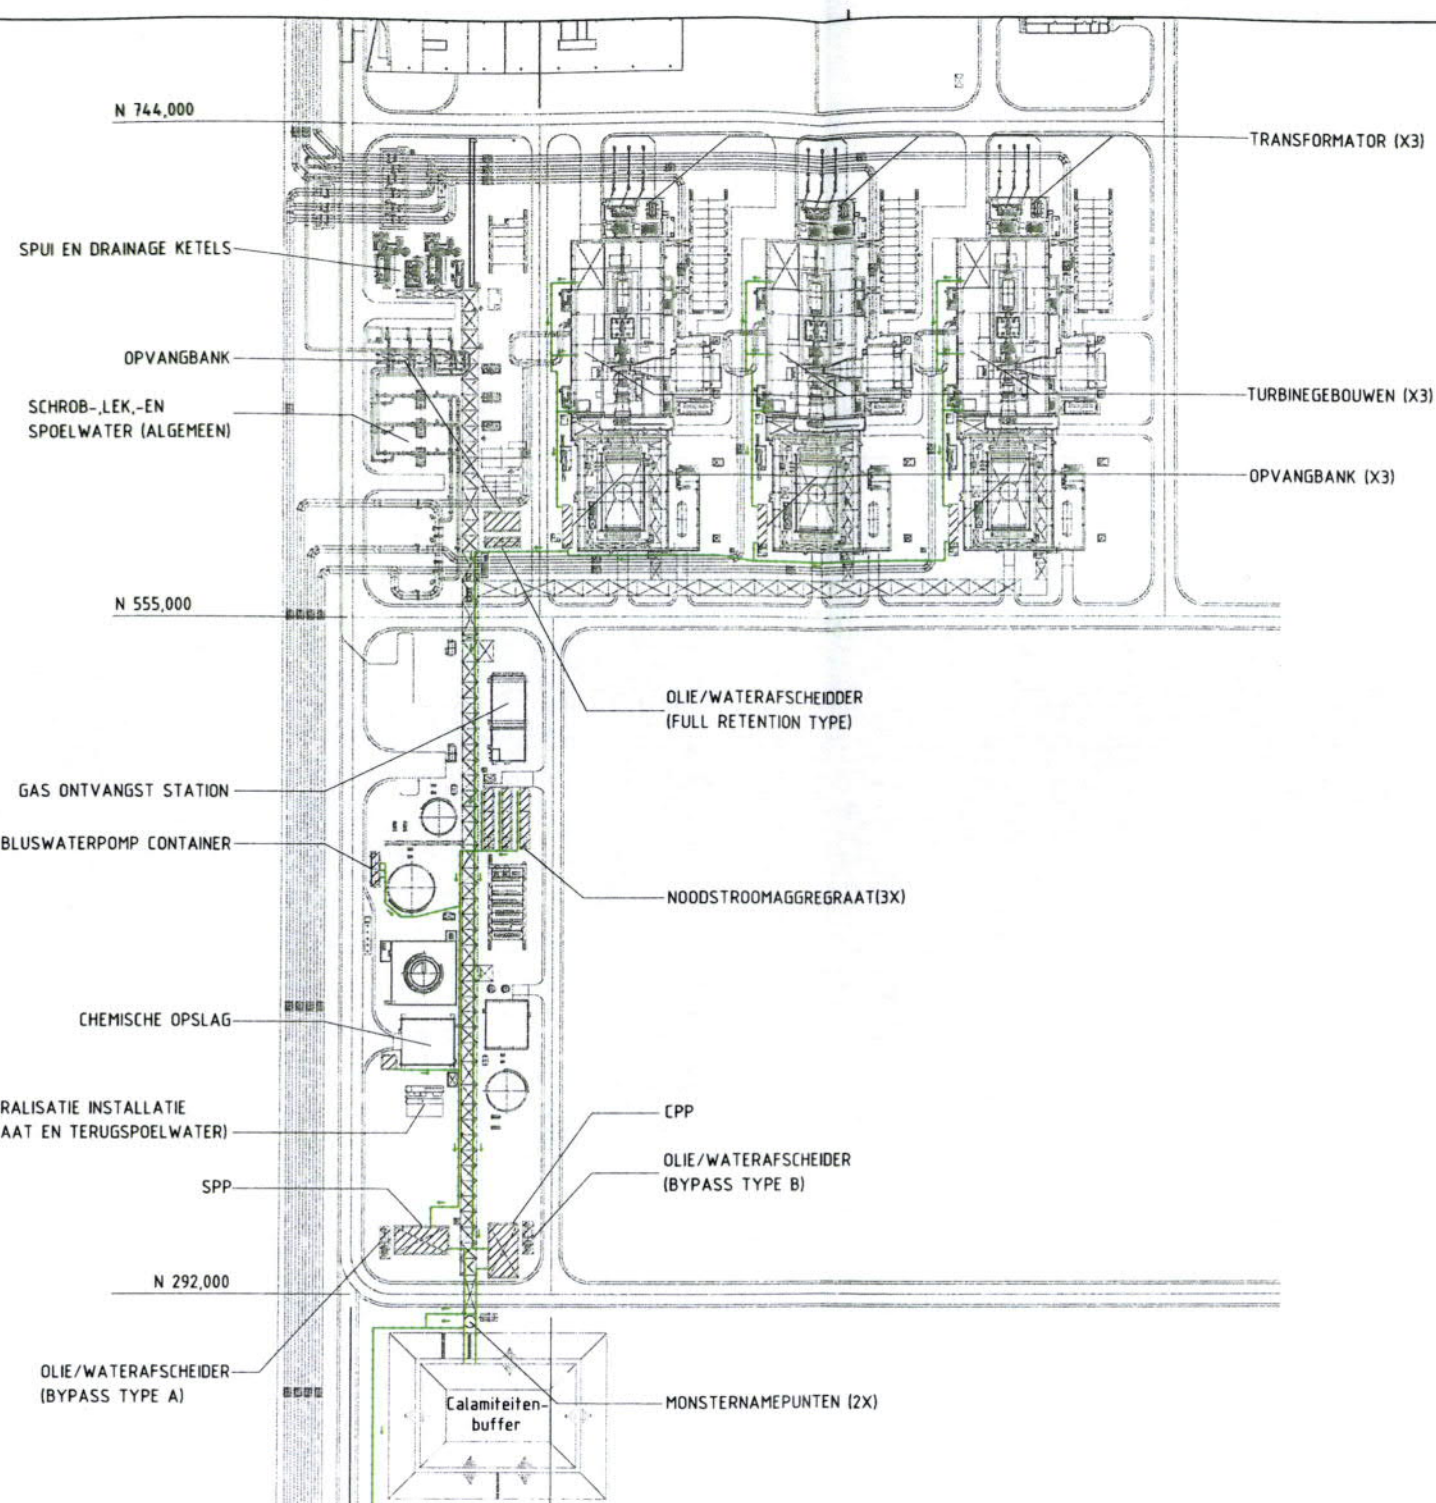 N 744,000
TRANSFORMATOR (X3)
SPUI EN DRAINAGE KETELS
OPVANGBANK
SCHROB-,LEK,-EN
SPOELWATER (ALGEMEEN)
TURBINEGEBOUWEN (X3)
OPVANGBANK (X3)
N 555,000
OLIE/WATERAFSCHEIDDER
(FULL RETENTION TYPE)
GAS ONTVANGST STATION
BLUSWATERPOMP CONTAINER
NOODSTROOMAGGREGRAAT(3X)
CHEMISCHE OPSLAG
RALISATIE INSTALLATIE
AAT EN TERUGSPOELWATER)
CPP
OLIE/WATERAFSCHEIDER
(BYPASS TYPE B)
SPP
N 292,000
OLIE/WATERAFSCHEIDER
(BYPASS TYPE A)
Calamiteiten-
buffer
MONSTERNAMEPUNTEN (2X)